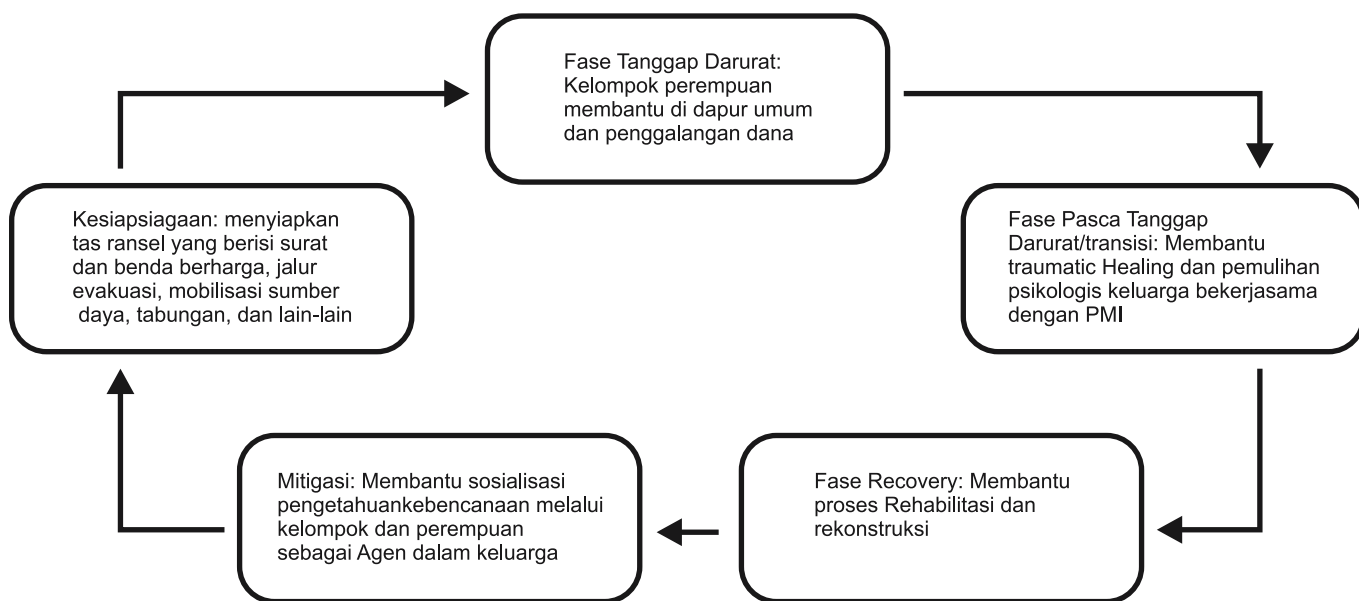 Fase Tanggap Darurat:
Kelompok perempuan
membantu di dapur umum
dan penggalangan dana
Kesiapsiagaan: menyiapkan
tas ransel yang berisi surat
dan benda berharga, jalur
evakuasi, mobilisasi sumber
daya, tabungan, dan lain-lain
Fase Pasca Tanggap
Darurat/transisi: Membantu
traumatic Healing dan pemulihan
psikologis keluarga bekerjasama
dengan PMI
Mitigasi: Membantu sosialisasi
pengetahuankebencanaan melalui
kelompok dan perempuan
sebagai Agen dalam keluarga
Fase Recovery: Membantu
proses Rehabilitasi dan
rekonstruksi